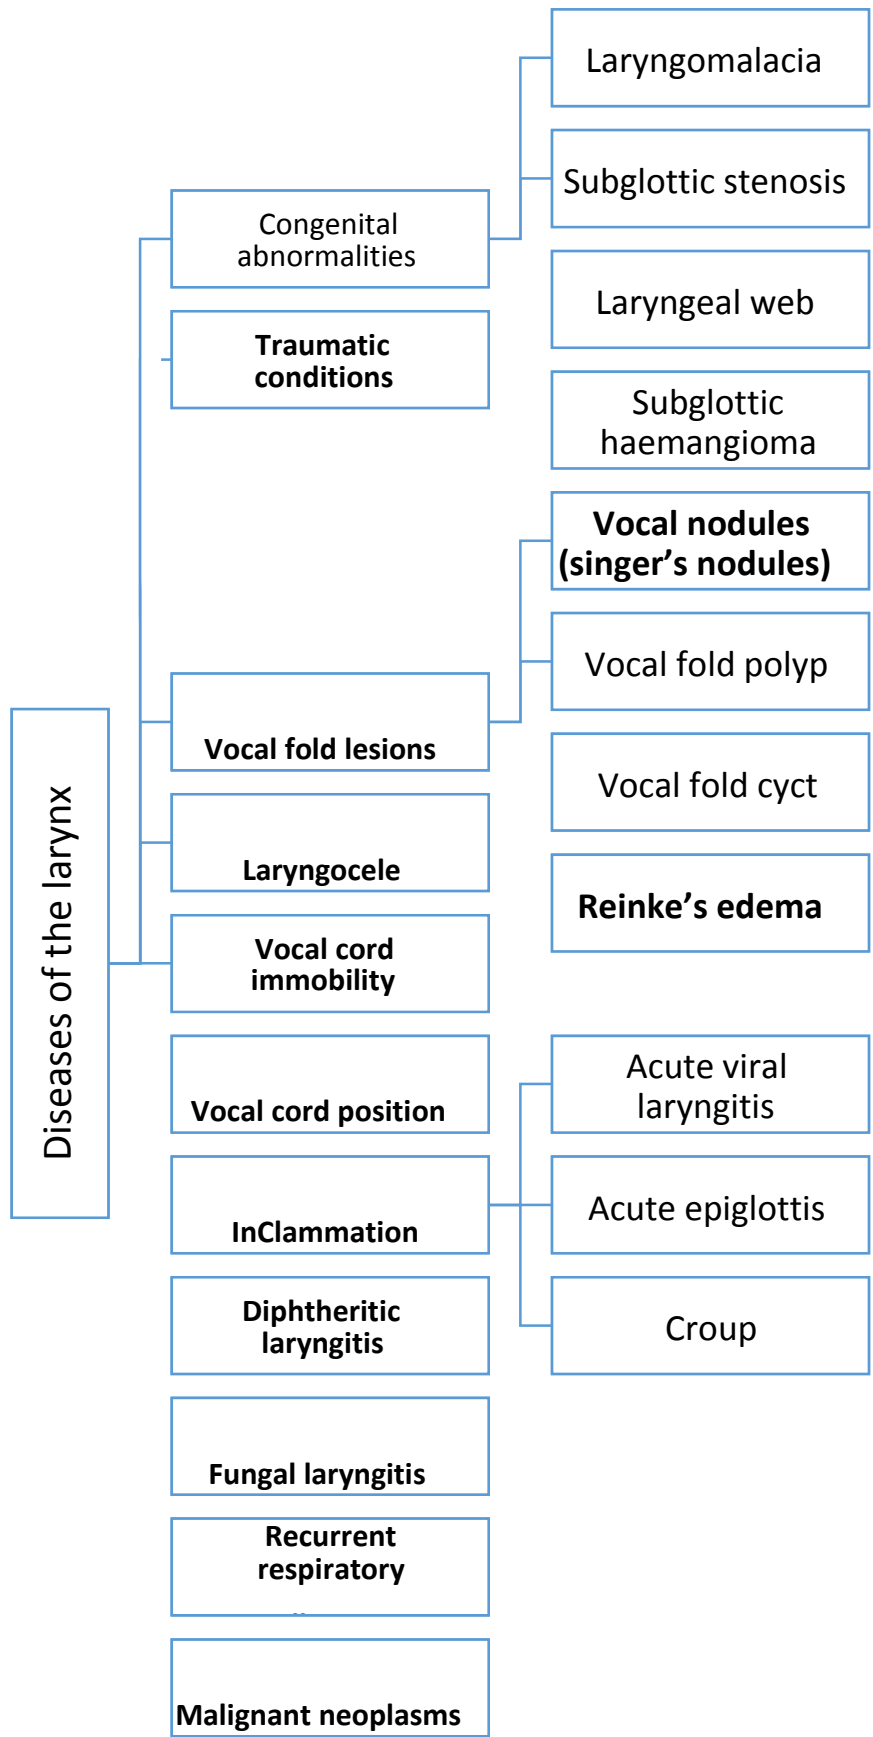 Diseases of the larynx
Congenital
abnormalities
Laryngomalacia
Subglottic stenosis
Laryngeal web
Subglottic
haemangioma
Traumatic
conditions
Vocal fold lesions
Vocal nodules
(singer’s nodules)
Vocal fold polyp
Vocal fold cyct
Reinke’s edema
Laryngocele
Vocal cord
immobility
Vocal cord position
InClammation
Acute viral
laryngitis
Acute epiglottis
Croup
Diphtheritic
laryngitis
Fungal laryngitis
Recurrent
respiratory
Malignant neoplasms